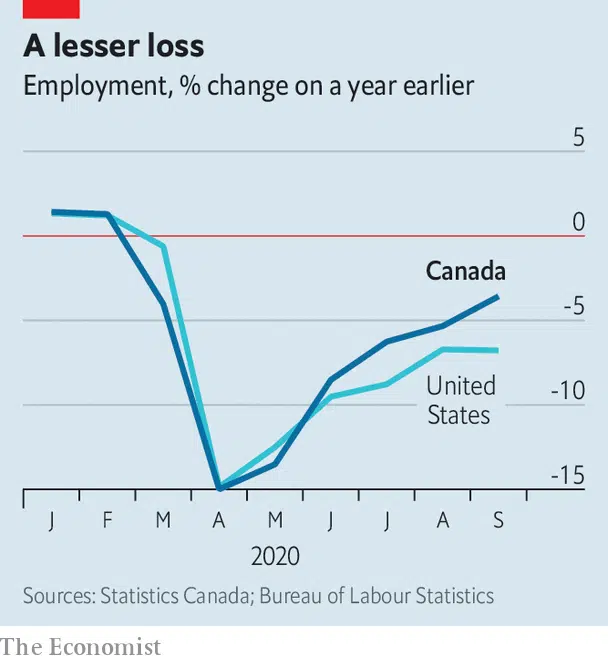 A lesser loss
Employment, % change on a year earlier
5
0
Canada
-5
United
States
-10
-15
J F M A M J J A S
2020
Sources: Statistics Canada; Bureau of Labour Statistics
The Economist